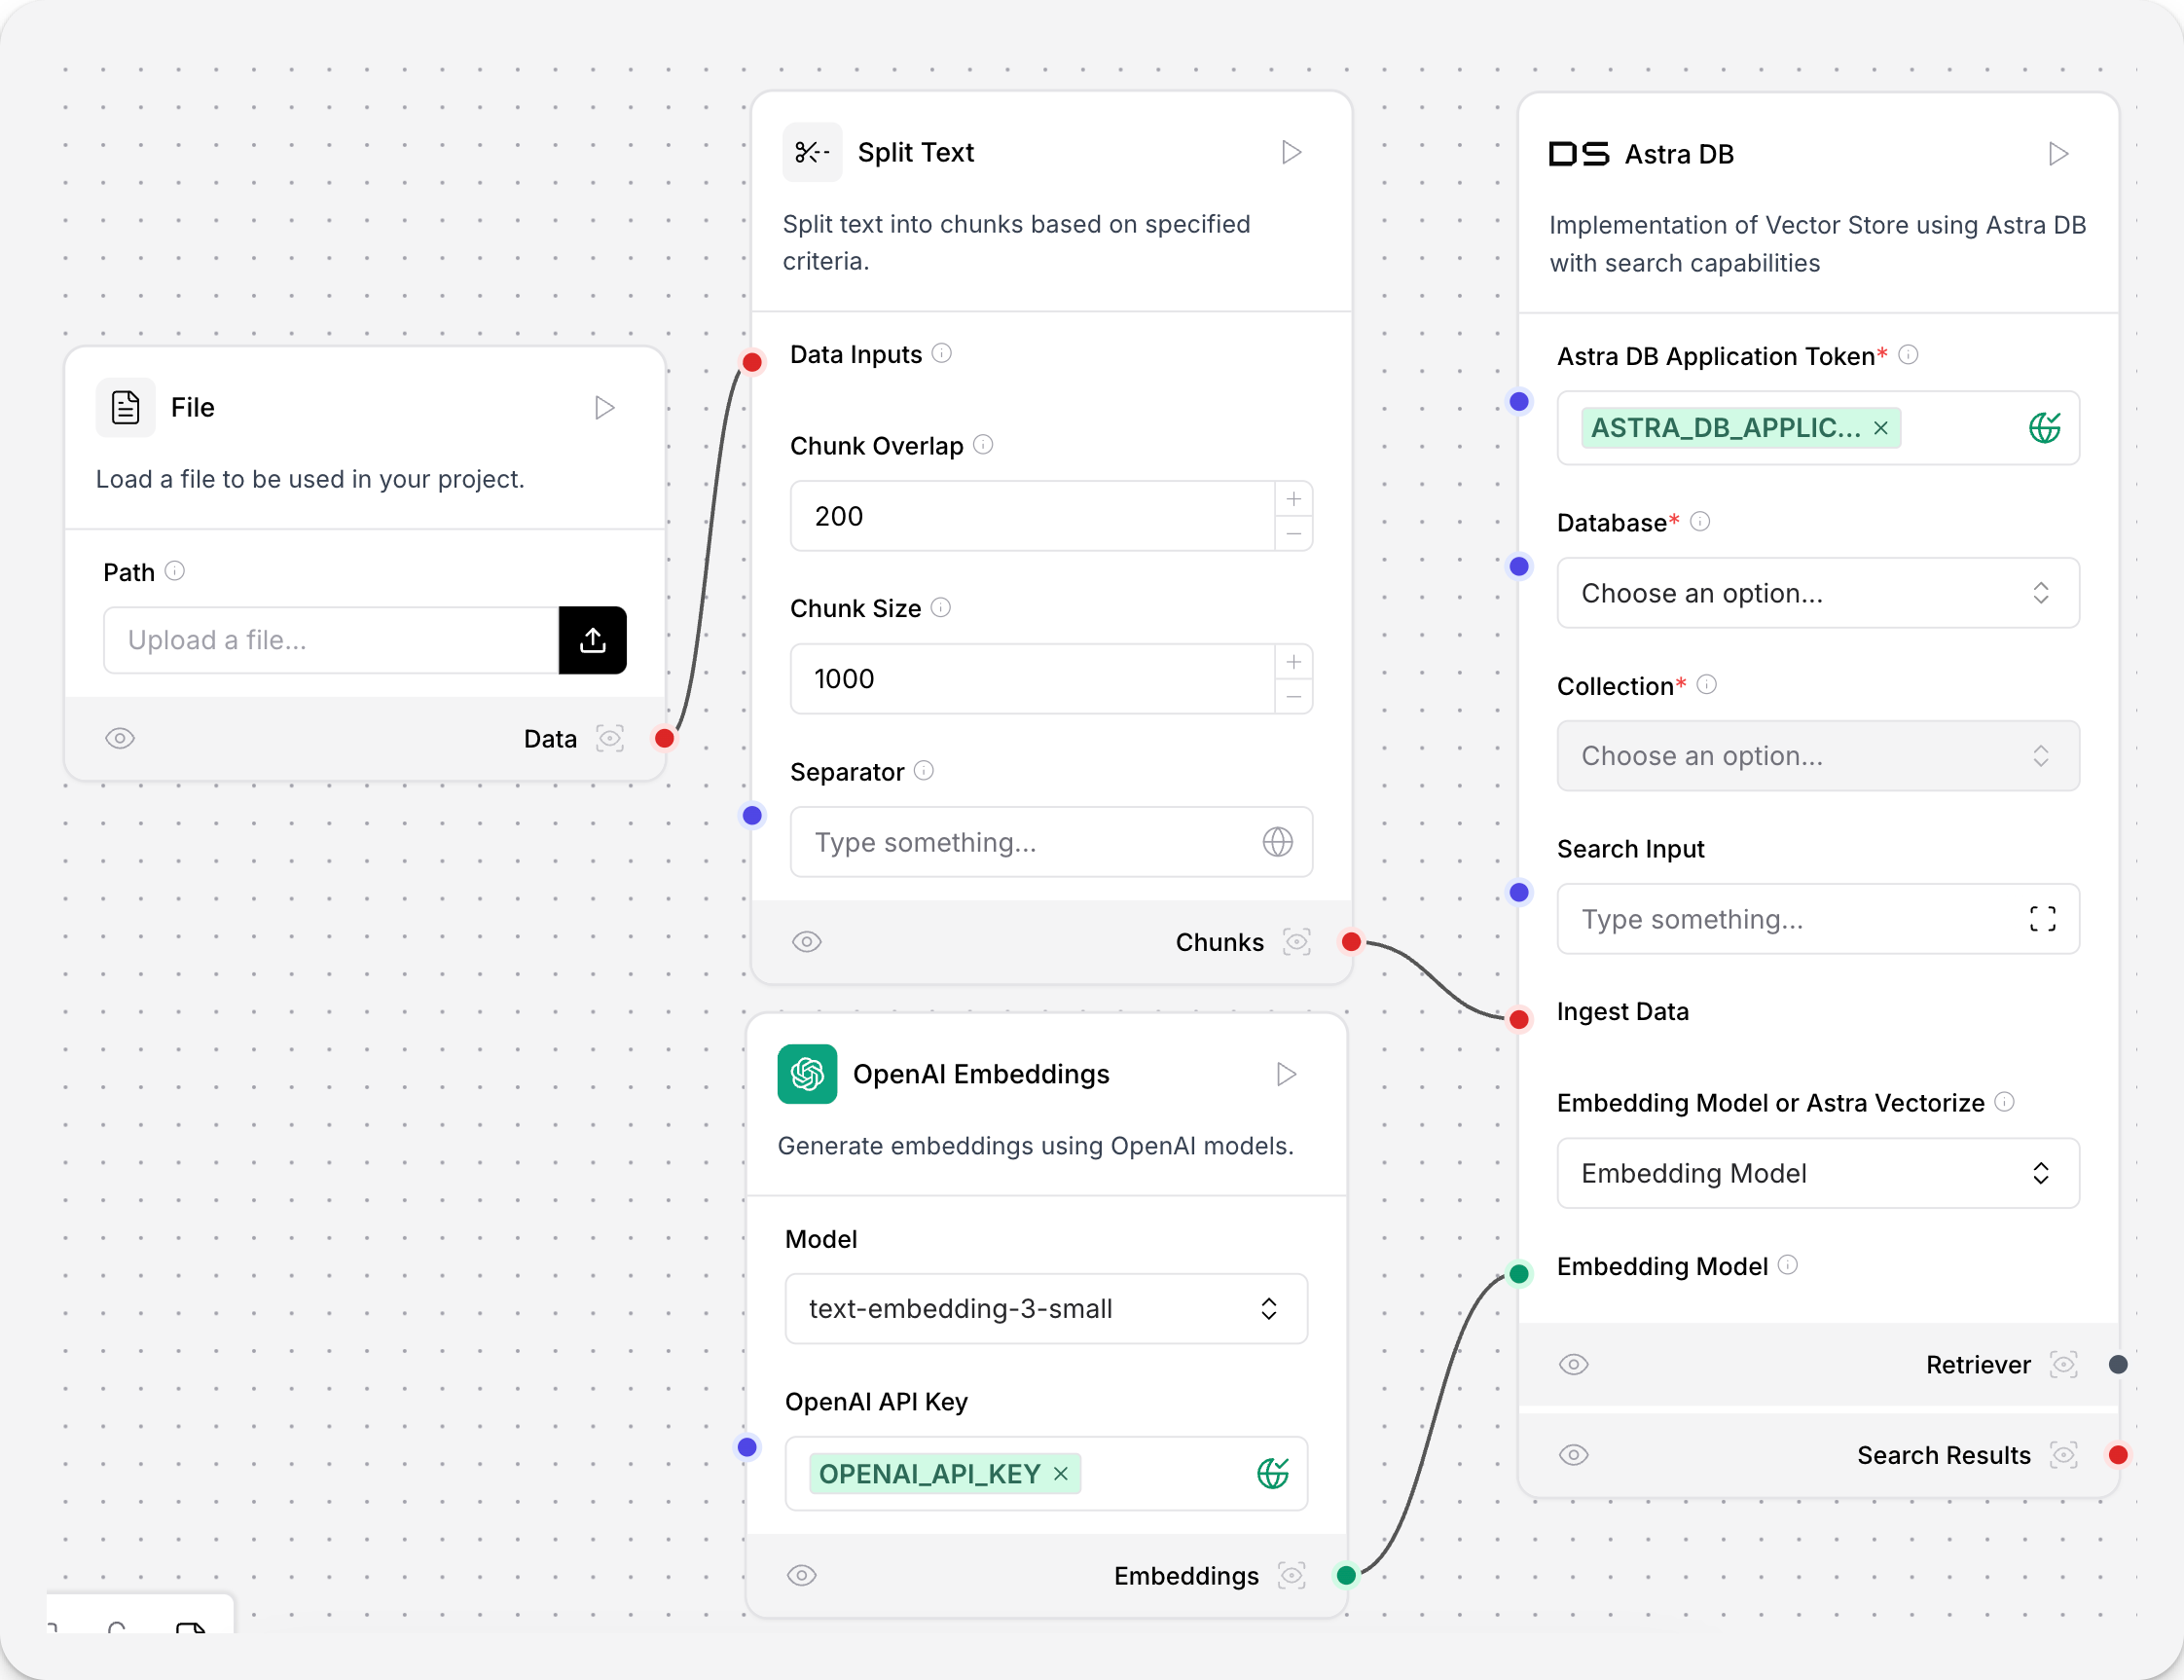 File
Load a file to be used in your project.
Path
Upload a file...
Data
Split Text
Split text into chunks based on specified
criteria.
Data Inputs
Chunk Overlap
200
Chunk Size
1000
Separator
Type something...
Chunks
OpenAI Embeddings
Generate embeddings using OpenAI models.
Model
text-embedding-3-small
OpenAI API Key
OPENAI_API_KEY
Embeddings
DS Astra DB
Implementation of Vector Store using Astra DB
with search capabilities
Astra DB Application Token*
ASTRA_DB_APPLIC...
Database*
Choose an option...
Collection*
Choose an option...
Search Input
Type something...
Ingest Data
Embedding Model or Astra Vectorize
Embedding Model
Embedding Model
Retriever
Search Results